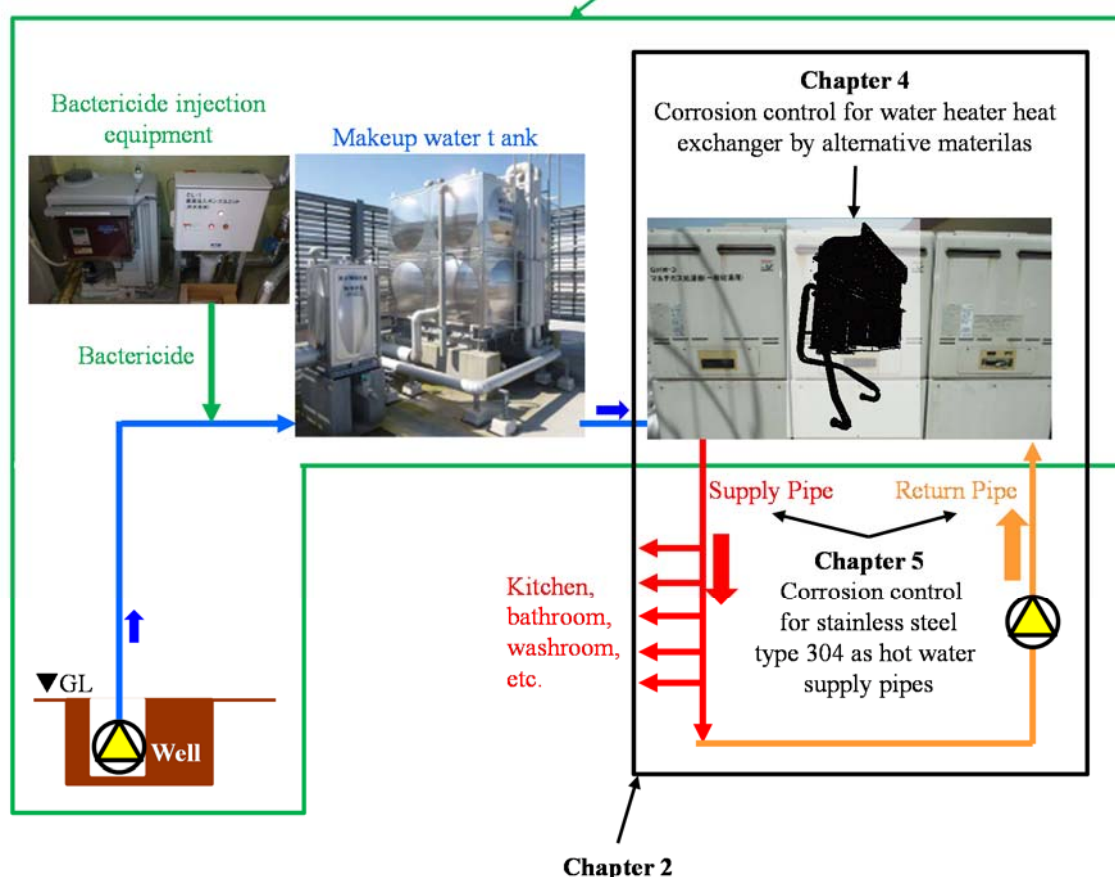 Chapter 4
Corrosion control for water heater heat
exchanger by alternative materilas
Bactericide injection
equipment
Makeup water t ank
Bactericide
Supply Pipe
Return Pipe
Chapter 5
Corrosion control
for stainless steel
type 304 as hot water
supply pipes
Kitchen,
bathroom,
washroom,
etc.
▼GL
Well
Chapter 2